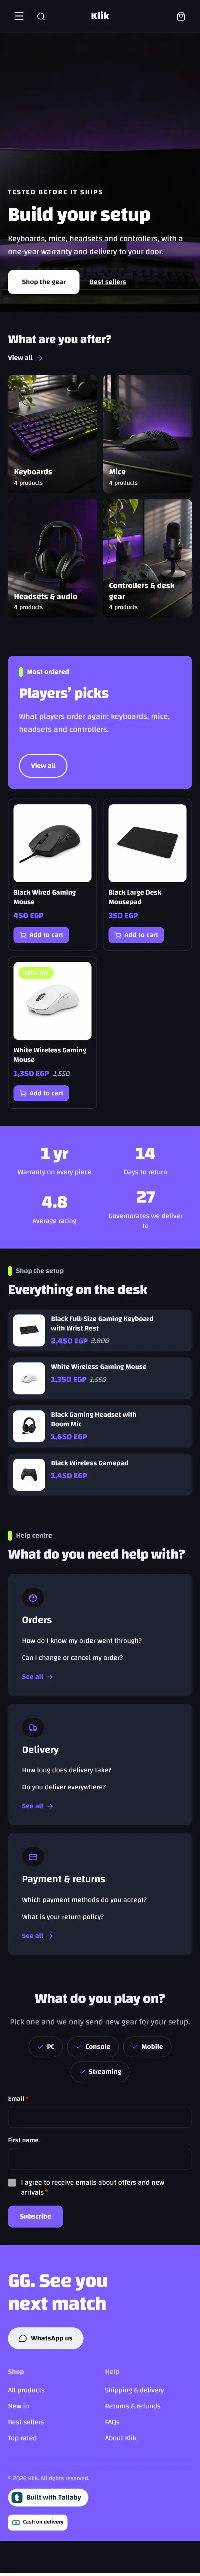 Klik
TESTED BEFORE IT SHIPS
Build your setup
Keyboards, mice, headsets and controllers, with a
one-year warranty and delivery to your door.
Shop the gear
Best sellers
What are you after?
View all
Keyboards
4 products
Mice
4 products
Headsets & audio
4 products
Controllers & desk
gear
4 products
Most ordered
Players' picks
What players order again: keyboards, mice,
headsets and controllers.
View all
Black Wired Gaming
Mouse
450 EGP
Add to cart
Black Large Desk
Mousepad
350 EGP
Add to cart
White Wireless Gaming
Mouse
1,350 EGP 1,550
Add to cart
1 yr
Warranty on every piece
14
Days to return
4.8
Average rating
27
Governorates we deliver
to
Shop the setup
Everything on the desk
Black Full-Size Gaming Keyboard
with Wrist Rest
2,450 EGP 2,800
White Wireless Gaming Mouse
1,350 EGP 1,550
Black Gaming Headset with
Boom Mic
1,650 EGP
Black Wireless Gamepad
1,450 EGP
Help centre
What do you need help with?
Orders
How do I know my order went through?
Can I change or cancel my order?
See all
Delivery
How long does delivery take?
Do you deliver everywhere?
See all
Payment & returns
Which payment methods do you accept?
What is your return policy?
See all
What do you play on?
Pick one and we only send new gear for your setup.
PC
Console
Mobile
Streaming
Email *
First name
I agree to receive emails about offers and new
arrivals *
Subscribe
GG. See you
next match
WhatsApp us
Shop
All products
New in
Best sellers
Top rated
Help
Shipping & delivery
Returns & refunds
FAQs
About Klik
© 2026 Klik. All rights reserved.
Built with Tallaby
Cash on delivery